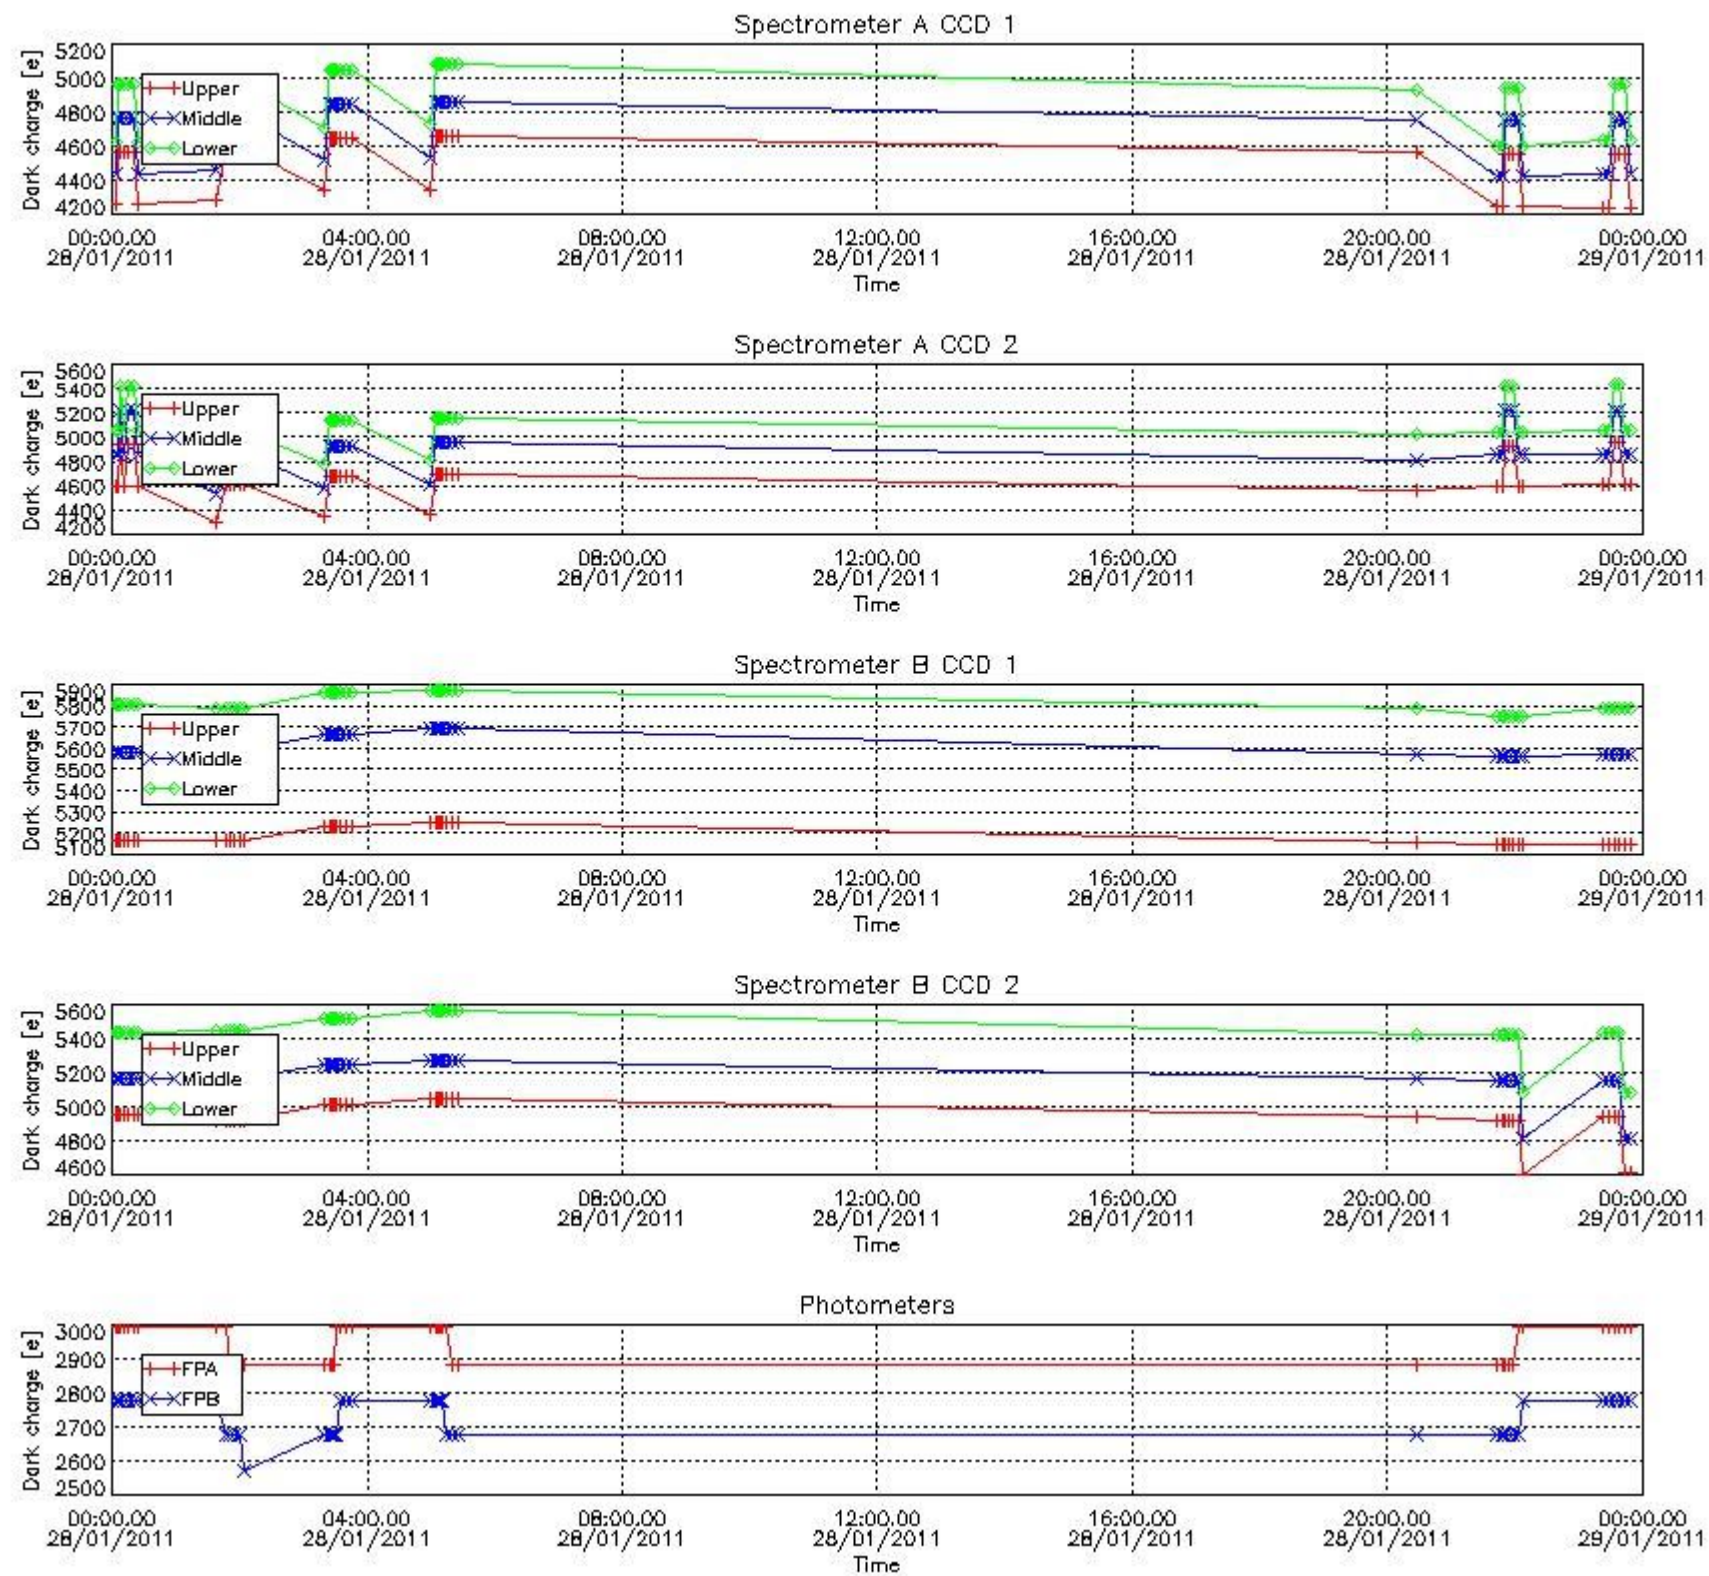 Spectrometer A CCD 1
Dark charge [e]
5200
5000
4800
4600
4400
4200
Upper
Middle
Lower
00:00.00 04:00.00 08:00.00 12:00.00 16:00.00 20:00.00 00:00.00
28/01/2011 28/01/2011 28/01/2011 28/01/2011 28/01/2011 28/01/2011 29/01/2011
Time
Spectrometer A CCD 2
Dark charge [e]
5600
5400
5200
5000
4800
4600
4400
4200
Upper
Middle
Lower
00:00.00 04:00.00 08:00.00 12:00.00 16:00.00 20:00.00 00:00.00
28/01/2011 28/01/2011 28/01/2011 28/01/2011 28/01/2011 28/01/2011 29/01/2011
Time
Spectrometer B CCD 1
Dark charge [e]
5900
5800
5700
5600
5500
5400
5300
5200
5100
Upper
Middle
Lower
00:00.00 04:00.00 08:00.00 12:00.00 16:00.00 20:00.00 00:00.00
28/01/2011 28/01/2011 28/01/2011 28/01/2011 28/01/2011 28/01/2011 29/01/2011
Time
Spectrometer B CCD 2
Dark charge [e]
5600
5400
5200
5000
4800
4600
Upper
Middle
Lower
00:00.00 04:00.00 08:00.00 12:00.00 16:00.00 20:00.00 00:00.00
28/01/2011 28/01/2011 28/01/2011 28/01/2011 28/01/2011 28/01/2011 29/01/2011
Time
Photometers
Dark charge [e]
3000
2900
2800
2700
2600
2500
FPA
FPB
00:00.00 04:00.00 08:00.00 12:00.00 16:00.00 20:00.00 00:00.00
28/01/2011 28/01/2011 28/01/2011 28/01/2011 28/01/2011 28/01/2011 29/01/2011
Time